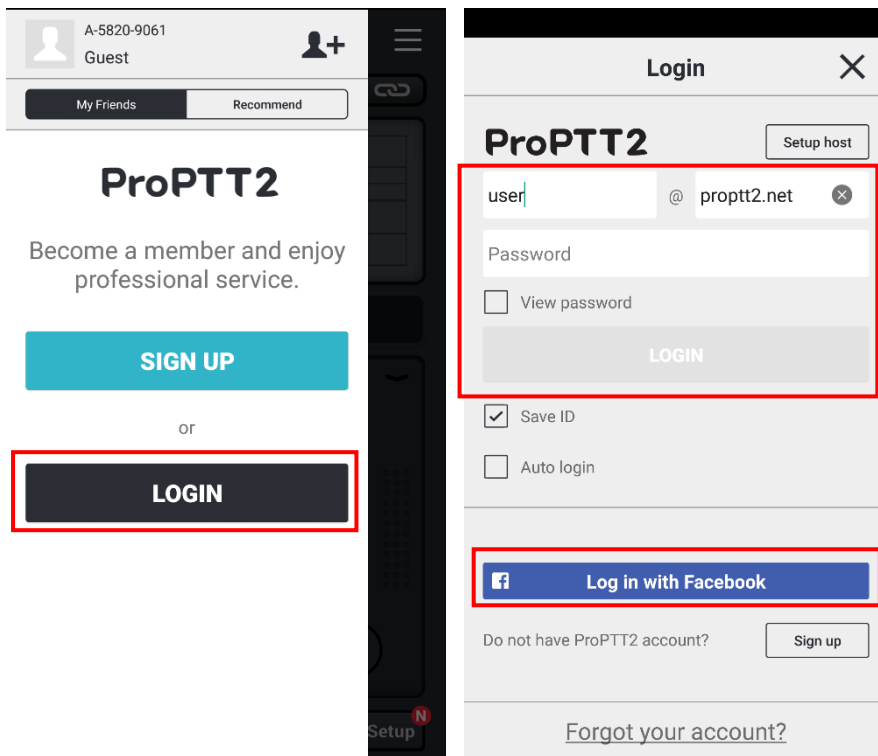 A-5820-9061
Guest
My Friends
Recommend
ProPTT2
Become a member and enjoy
professional service.
SIGN UP
or
LOGIN
N
Setup
Login
ProPTT2
Setup host
user @ proptt2.net
Password
View password
LOGIN
Save ID
Auto login
Log in with Facebook
Do not have ProPTT2 account?
Sign up
Forgot your account?